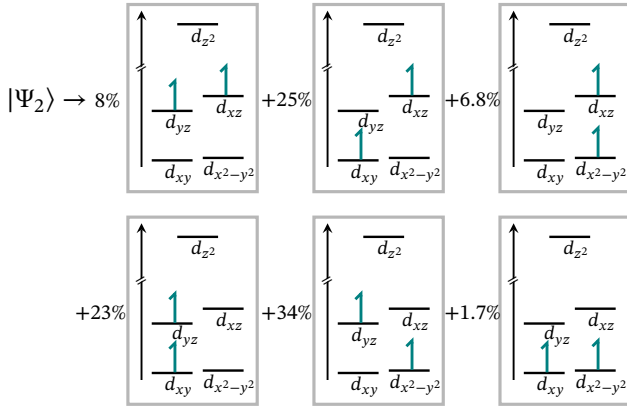 d_{z^2} d_{z^2} d_{z^2}
|Ψ_2⟩ → 8% d_{yz} d_{xz} +25% d_{yz} d_{xz} +6.8% d_{yz} d_{xz}
d_{xy} d_{x^2−y^2} d_{xy} d_{x^2−y^2} d_{xy} d_{x^2−y^2}
d_{z^2} d_{z^2} d_{z^2}
+23% d_{yz} d_{xz} +34% d_{yz} d_{xz} +1.7% d_{yz} d_{xz}
d_{xy} d_{x^2−y^2} d_{xy} d_{x^2−y^2} d_{xy} d_{x^2−y^2}